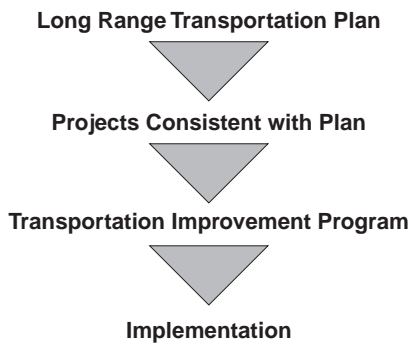 Long Range Transportation Plan
Projects Consistent with Plan
Transportation Improvement Program
Implementation